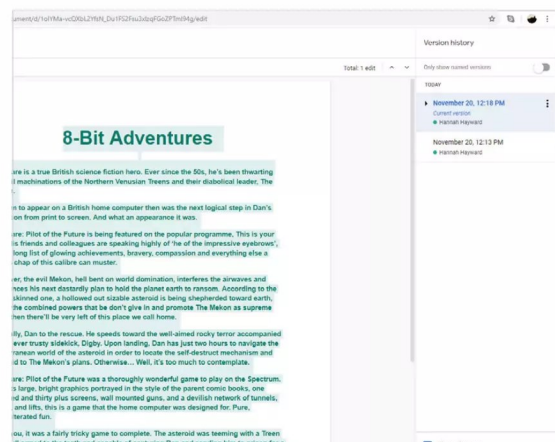 ument/d/1oIYMa-vcQXbL2YNN_Du1FS2Fsu3xbqFGoZPTml94g/edit
Version history
Total: 1 edit
Only show named versions
TODAY
November 20, 12:18 PM
Current version
Hannah Hayward
November 20, 12:13 PM
Hannah Hayward
8-Bit Adventures
are is a true British science fiction hero. Ever since the 50s, he's been thwarting
l machinations of the Northern Venusian Treens and their diabolical leader, The
n to appear on a British home computer then was the next logical step in Dan's
on from print to screen. And what an appearance it was.
are: Pilot of the Future is being featured on the popular programme, This is your
is friends and colleagues are speaking highly of 'he of the impressive eyebrows',
long list of glowing achievements, bravery, compassion and everything else a
chap of this calibre can muster.
ver, the evil Mekon, hell bent on world domination, interferes the airwaves and
nces his next dastardly plan to hold the planet earth to ransom. According to the
skinned one, a hollowed out sizable asteroid is being shepherded toward earth,
the combined powers that be don't give in and promote The Mekon as supreme
then there'll be very left of this place we call home.
lly, Dan to the rescue. He speeds toward the well-aimed rocky terror accompanied
ever trusty sidekick, Digby. Upon landing, Dan has just two hours to navigate the
rranean world of the asteroid in order to locate the self-destruct mechanism and
d to The Mekon's plans. Otherwise... Well, it's too much to contemplate.
are: Pilot of the Future was a thoroughly wonderful game to play on the Spectrum.
s large, bright graphics portrayed in the style of the parent comic books, one
ed and thirty plus screens, wall mounted guns, and a devilish network of tunnels,
and lifts, this is a game that the home computer was designed for. Pure,
lterated fun.
ou, it was a fairly tricky game to complete. The asteroid was teeming with a Treen